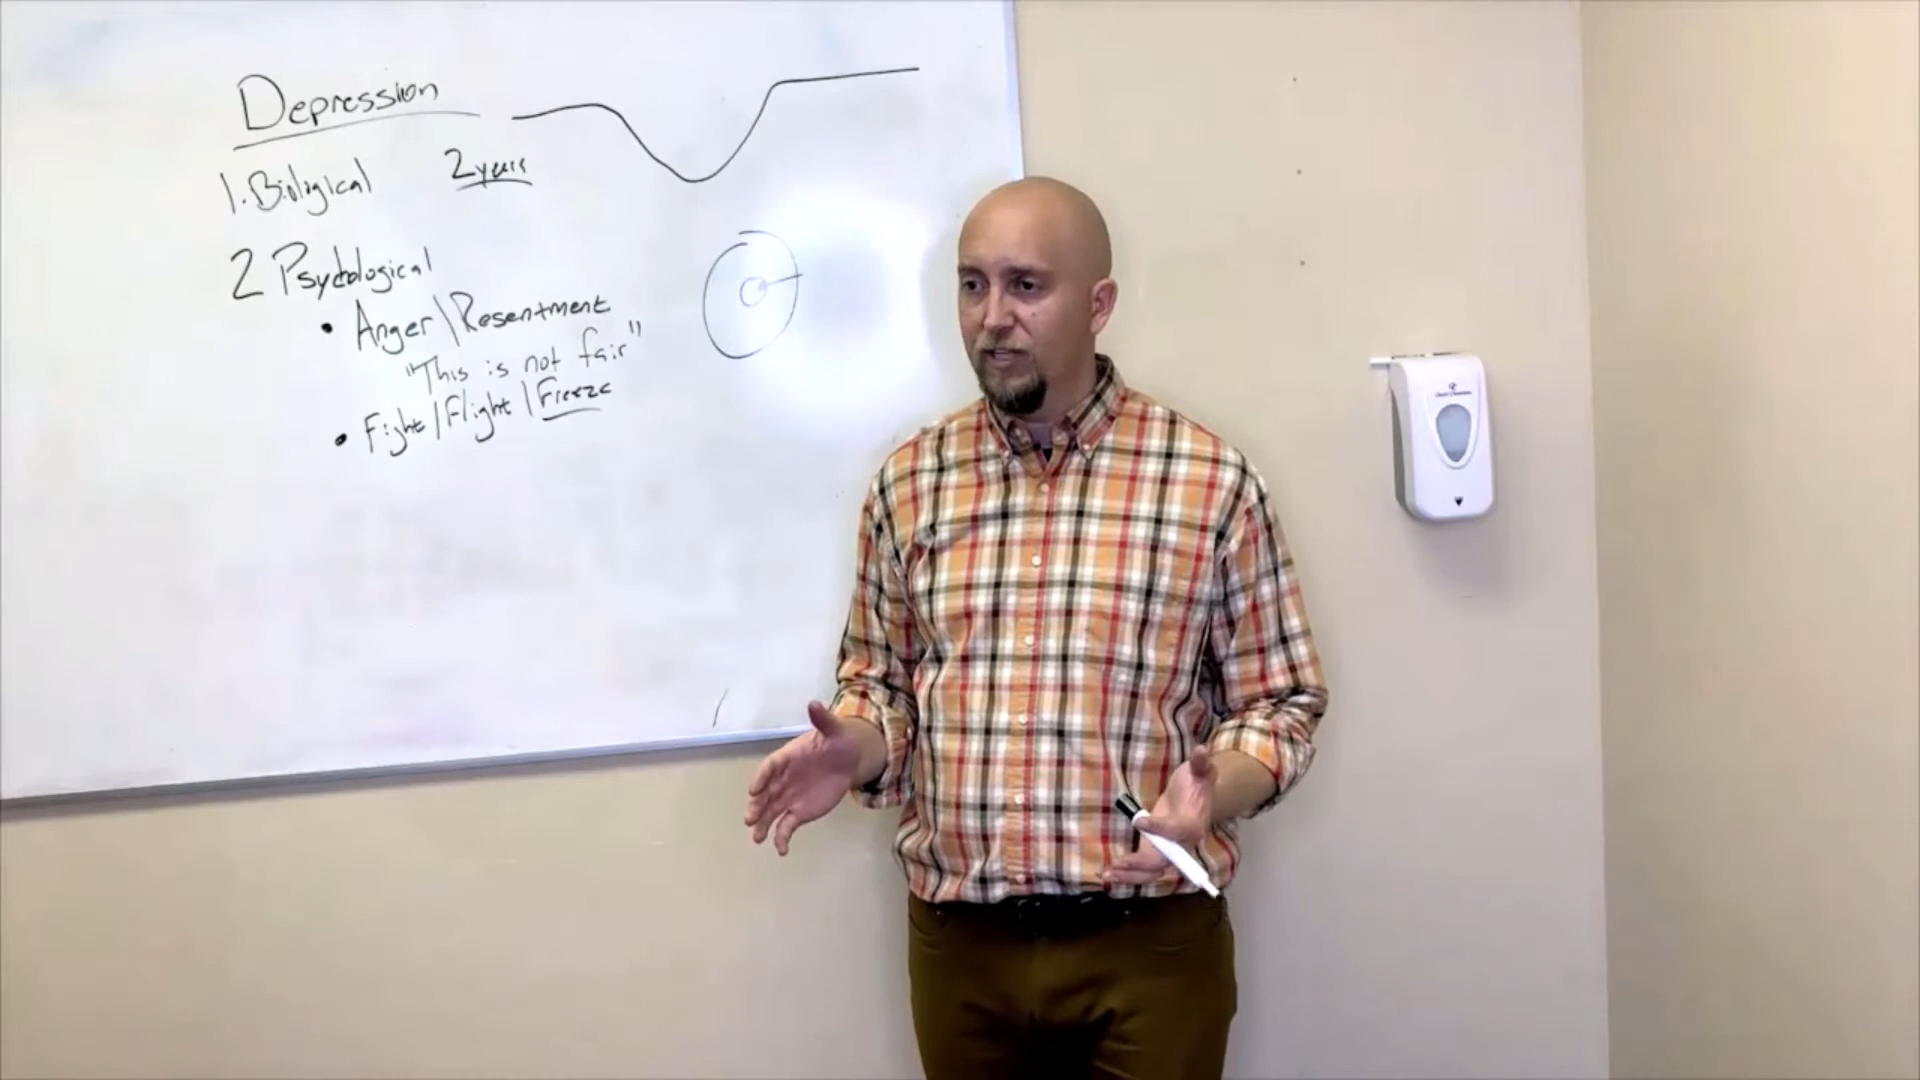 Depression
1. Biological 2 years
2 Psychological
• Anger \ Resentment
"This is not fair"
• Fight / Flight / Freeze